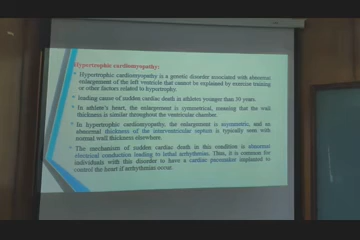 Hypertrophic cardiomyopathy:
Hypertrophic cardiomyopathy is a genetic disorder associated with abnormal
enlargement of the left ventricle that cannot be explained by exercise training
or other factors related to hypertrophy.
leading cause of sudden cardiac death in athletes younger than 30 years.
In athlete's heart, the enlargement is symmetrical, meaning that the wall
thickness is similar throughout the ventricular chamber.
In hypertrophic cardiomyopathy, the enlargement is asymmetric, and an
abnormal thickness of the interventricular septum is typically seen with
normal wall thickness elsewhere.
The mechanism of sudden cardiac death in this condition is abnormal
electrical conduction leading to lethal arrhythmias. Thus, it is common for
individuals with this disorder to have a cardiac pacemaker implanted to
control the heart if arrhythmias occur.